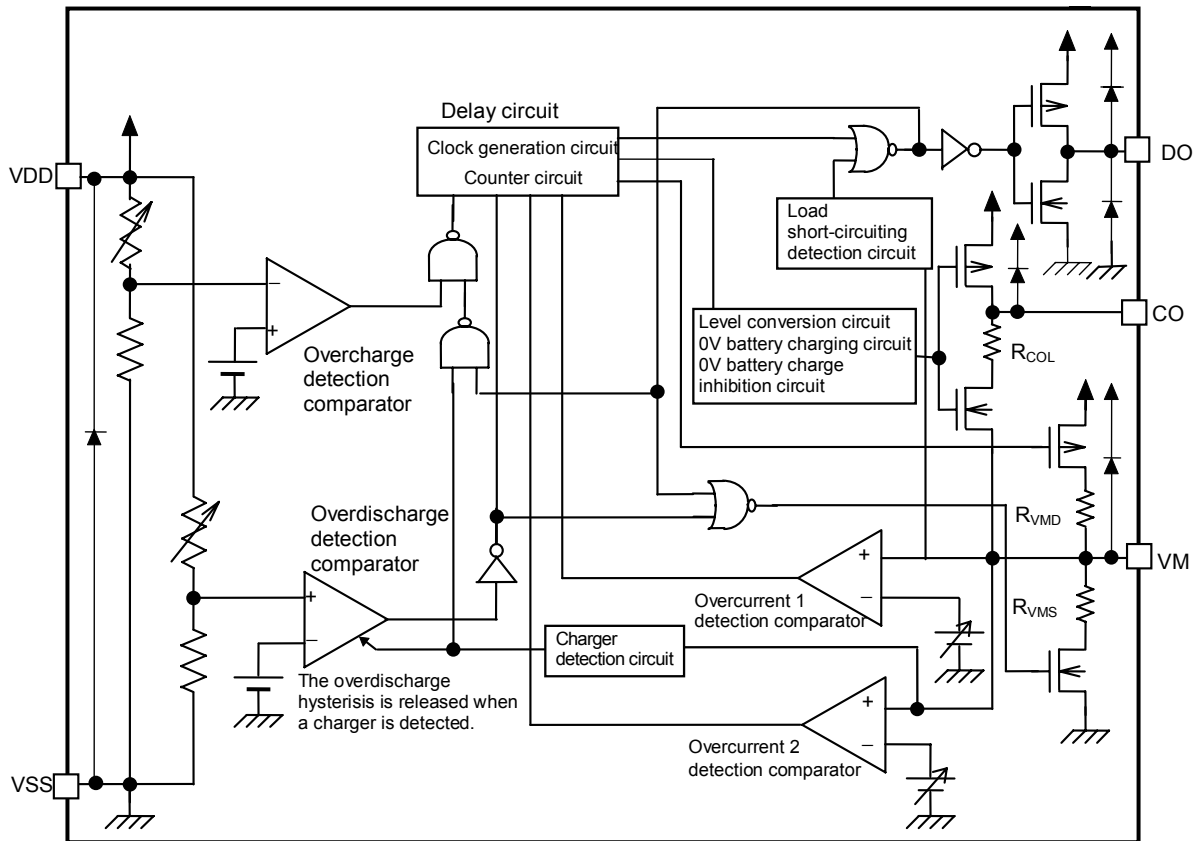 Delay circuit
Clock generation circuit
Counter circuit
VDD
DO
Load
short-circuiting
detection circuit
−
+
Overcharge
detection
comparator
Level conversion circuit
0V battery charging circuit
0V battery charge
inhibition circuit
CO
RCOL
Overdischarge
detection
comparator
RVMD
+
−
+
−
VM
Overcurrent 1
detection comparator
RVMS
Charger
detection circuit
The overdischarge
hysterisis is released when
a charger is detected.
+
−
Overcurrent 2
detection comparator
VSS